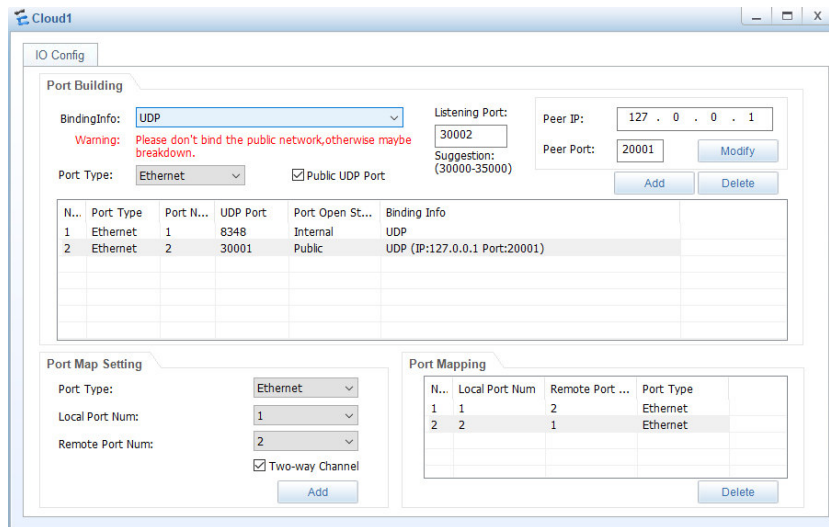 Cloud1
IO Config
Port Building
BindingInfo: UDP
Warning: Please don't bind the public network,otherwise maybe
breakdown.
Port Type: Ethernet
Public UDP Port
Listening Port:
30002
Suggestion:
(30000-35000)
Peer IP: 127 . 0 . 0 . 1
Peer Port: 20001 Modify
Add Delete
N... Port Type Port N... UDP Port Port Open St... Binding Info
1 Ethernet 1 8348 Internal UDP
2 Ethernet 2 30001 Public UDP (IP:127.0.0.1 Port:20001)
Port Map Setting
Port Type: Ethernet
Local Port Num: 1
Remote Port Num: 2
Two-way Channel
Add
Port Mapping
N... Local Port Num Remote Port ... Port Type
1 1 2 Ethernet
2 2 1 Ethernet
Delete